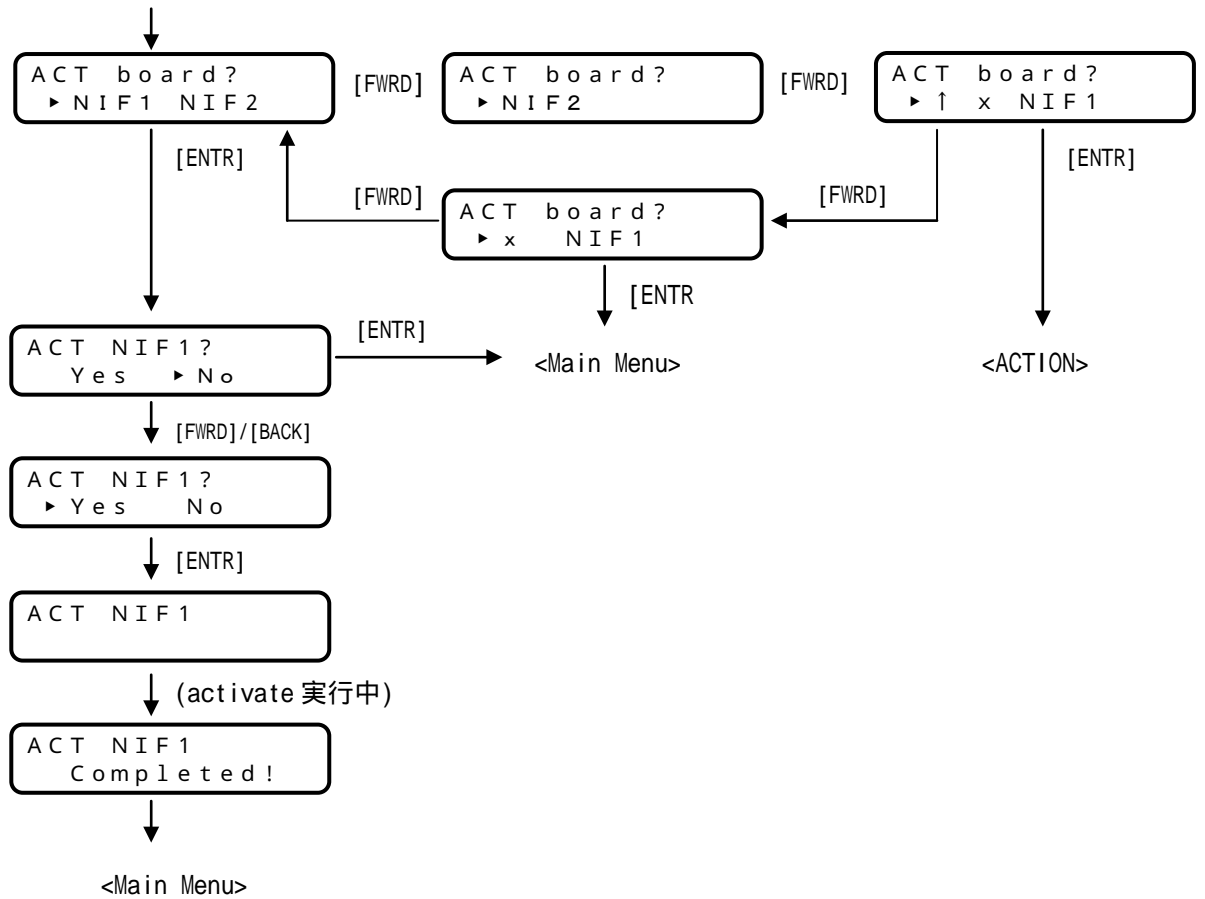 ACT board?
▸NIF1 NIF2
[FWRD]
ACT board?
▸NIF2
[FWRD]
ACT board?
▸↑ x NIF1
[ENTR]
[ENTR]
[FWRD]
ACT board?
▸x NIF1
[FWRD]
[ENTR
ACT NIF1?
Yes ▸No
[ENTR]
<Main Menu>
<ACTION>
[FWRD]/[BACK]
ACT NIF1?
▸Yes No
[ENTR]
ACT NIF1
(activate 実行中)
ACT NIF1
Completed!
<Main Menu>